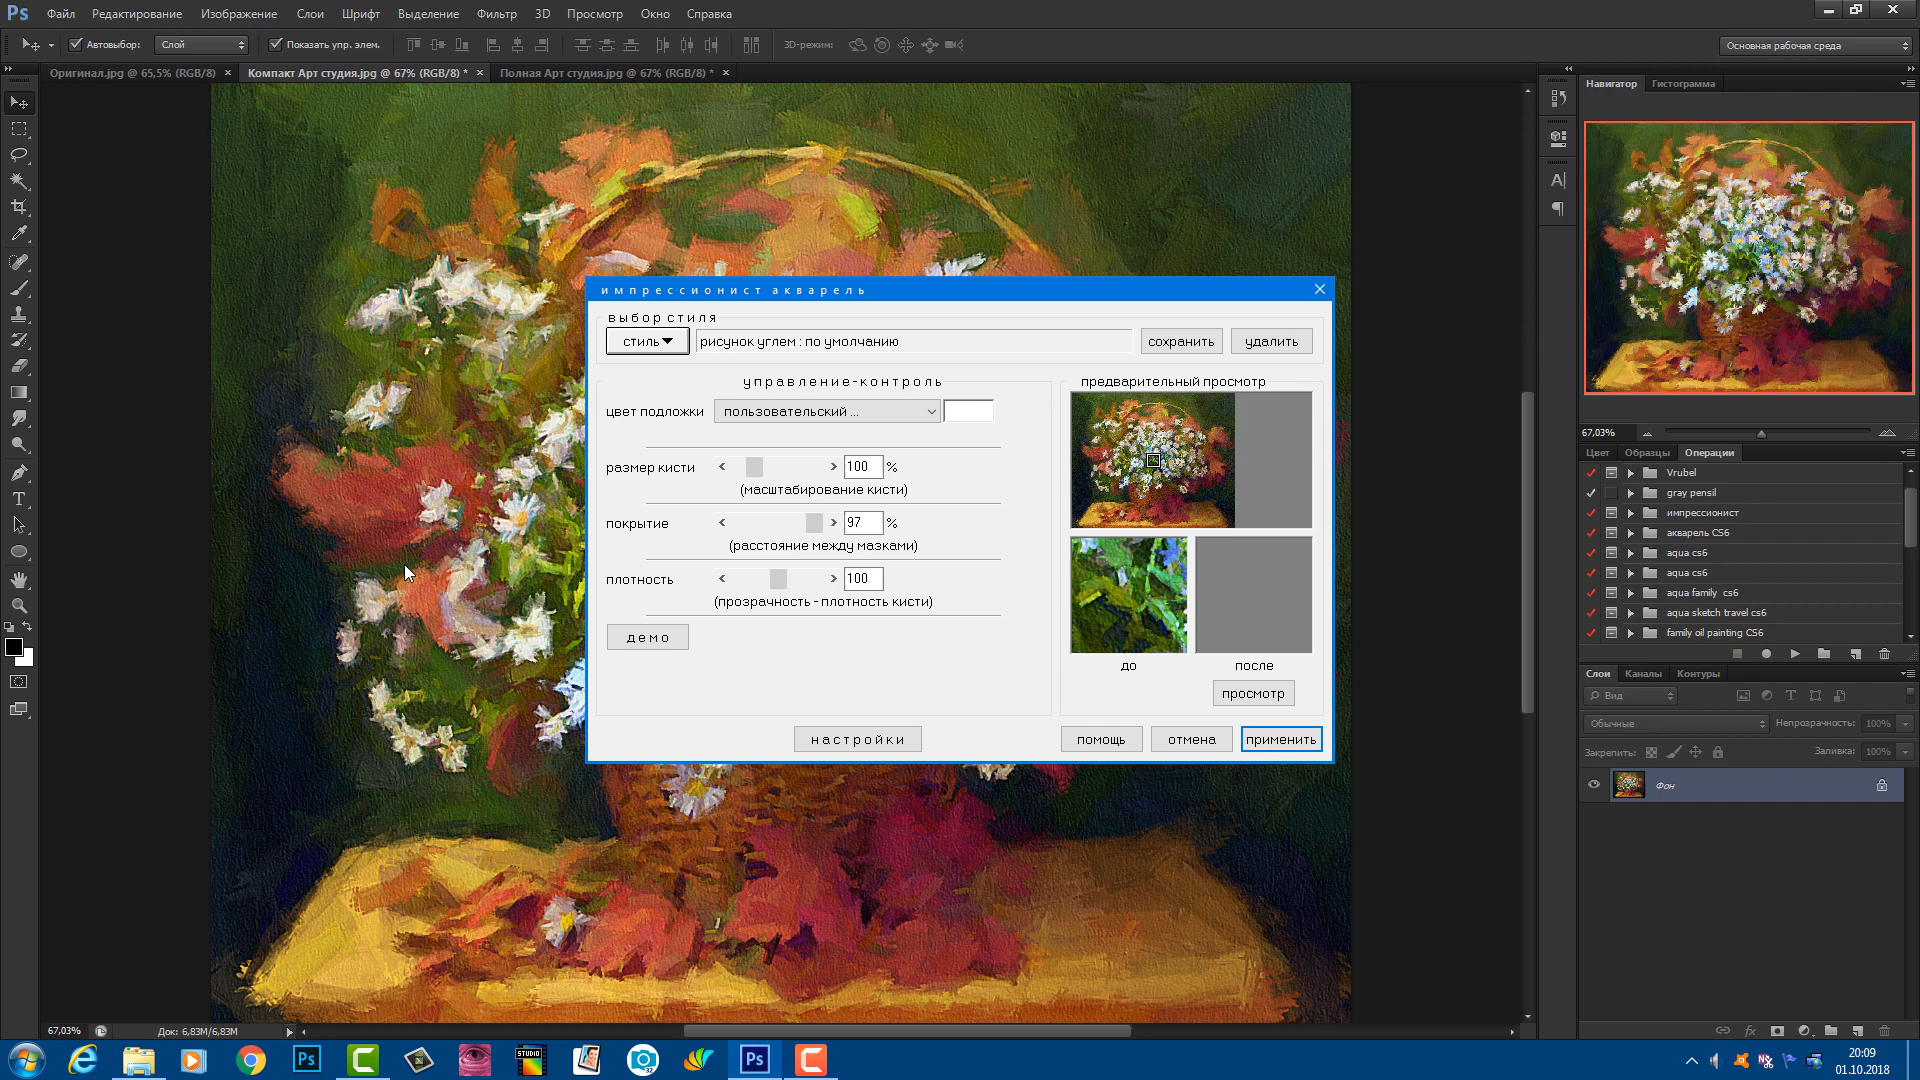 Ps Файл Редактирование Изображение Слои Шрифт Выделение Фильтр 3D Просмотр Окно Справка
Автовыбор: Слой Показать упр. элем. 3D-режим: Основная рабочая среда
Оригинал.jpg @ 65,5% (RGB/8) × Компакт Арт студия.jpg @ 67% (RGB/8) * × Полная Арт студия.jpg @ 67% (RGB/8) * ×
Навигатор Гистограмма
67,03%
Цвет Образцы Операции
Vrubel
gray pensil
импрессионист
акварель CS6
aqua cs6
aqua cs6
aqua family cs6
aqua sketch travel cs6
family oil painting CS6
Слои Каналы Контуры
Вид
Обычные Непрозрачность: 100%
Закрепить: Заливка: 100%
Фон
импрессионист акварель
выбор стиля
стиль рисунок углем : по умолчанию сохранить удалить
управление-контроль
цвет подложки пользовательский ...
размер кисти < > 100 %
(масштабирование кисти)
покрытие < > 97 %
(расстояние между мазками)
плотность < > 100
(прозрачность - плотность кисти)
демо
предварительный просмотр
до после
просмотр
настройки помощь отмена применить
67,03% Док: 6,83M/6,83M
Ps STUDIO 32 Ps
20:09
01.10.2018